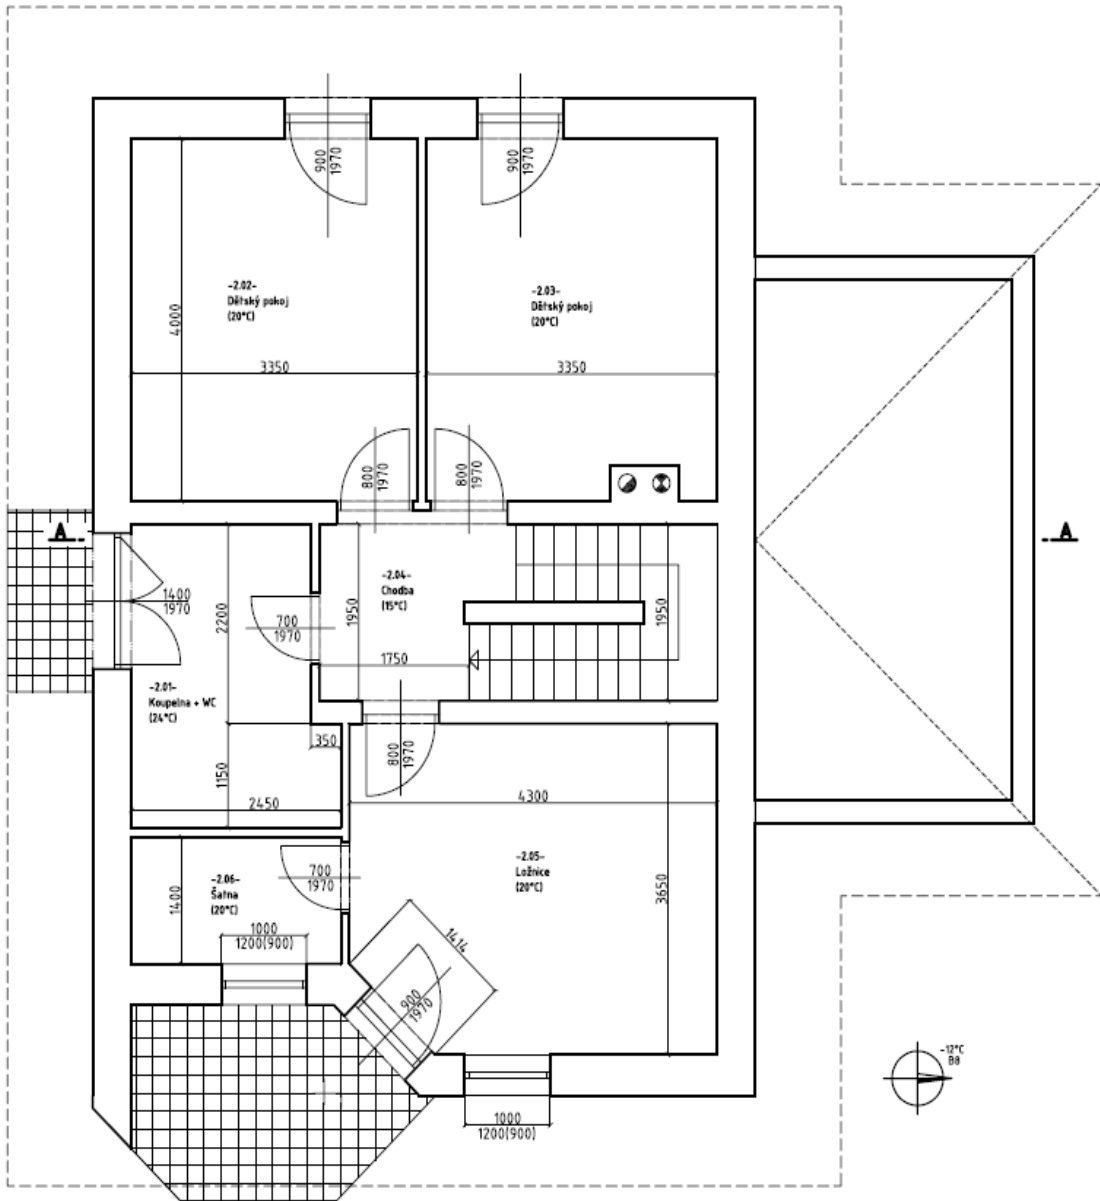 900
1970
900
1970
-2.02-
Dětský pokoj
(20°C)
-2.03-
Dětský pokoj
(20°C)
4000
3350
3350
800
1970
800
1970
A
A
1400
1970
2200
700
1970
-2.04-
Chodba
(15°C)
1950
1950
1750
-2.01-
Koupelna + WC
(24°C)
350
800
1970
1150
2450
4300
-2.06-
Šatna
(20°C)
1400
700
1970
-2.05-
Ložnice
(20°C)
3650
1000
1200(900)
1414
900
1970
-12°C
B8
1000
1200(900)